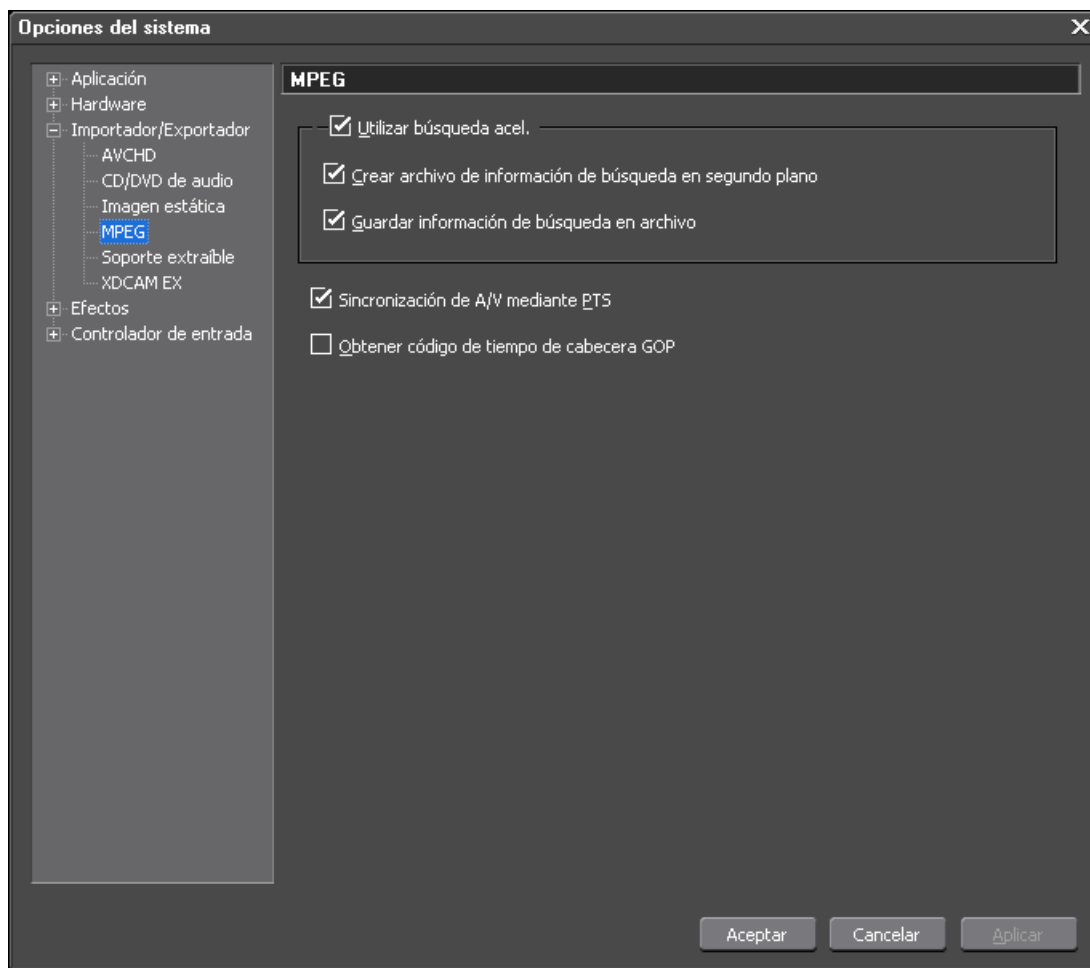 Opciones del sistema
Aplicación
Hardware
Importador/Exportador
AVCHD
CD/DVD de audio
Imagen estática
MPEG
Soporte extraíble
XDCAM EX
Efectos
Controlador de entrada
MPEG
Utilizar búsqueda acel.
Crear archivo de información de búsqueda en segundo plano
Guardar información de búsqueda en archivo
Sincronización de A/V mediante PTS
Obtener código de tiempo de cabecera GOP
Aceptar
Cancelar
Aplicar